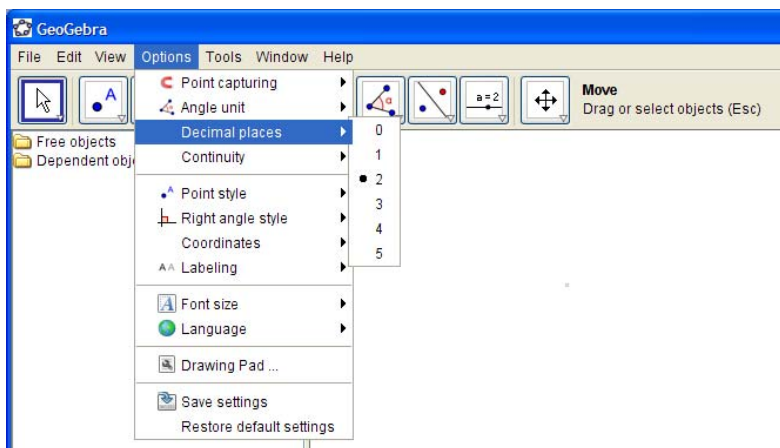 GeoGebra
File Edit View Options Tools Window Help
A
α
a=2
Move
Drag or select objects (Esc)
Free objects
Dependent obj
Point capturing
Angle unit
Decimal places
Continuity
Point style
Right angle style
Coordinates
AA Labeling
A Font size
Language
Drawing Pad ...
Save settings
Restore default settings
0
1
2
3
4
5